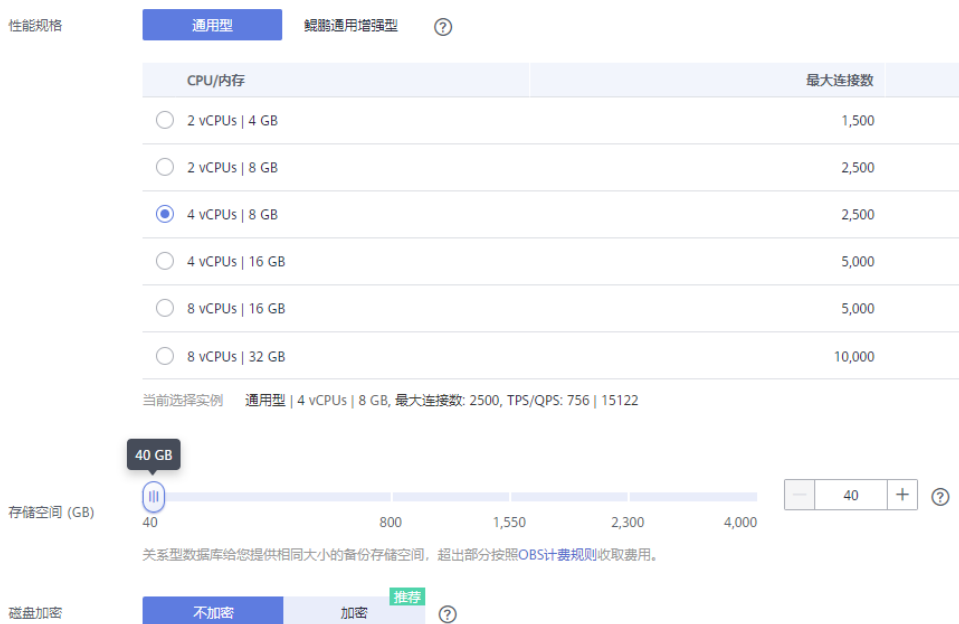 性能规格 通用型 鲲鹏通用增强型 ?
CPU/内存 最大连接数
2 vCPUs | 4 GB 1,500
2 vCPUs | 8 GB 2,500
4 vCPUs | 8 GB 2,500
4 vCPUs | 16 GB 5,000
8 vCPUs | 16 GB 5,000
8 vCPUs | 32 GB 10,000
当前选择实例 通用型 | 4 vCPUs | 8 GB, 最大连接数: 2500, TPS/QPS: 756 | 15122
40 GB
存储空间 (GB) 40 800 1,550 2,300 4,000 − 40 + ?
关系型数据库给您提供相同大小的备份存储空间，超出部分按照OBS计费规则收取费用。
推荐
磁盘加密 不加密 加密 ?